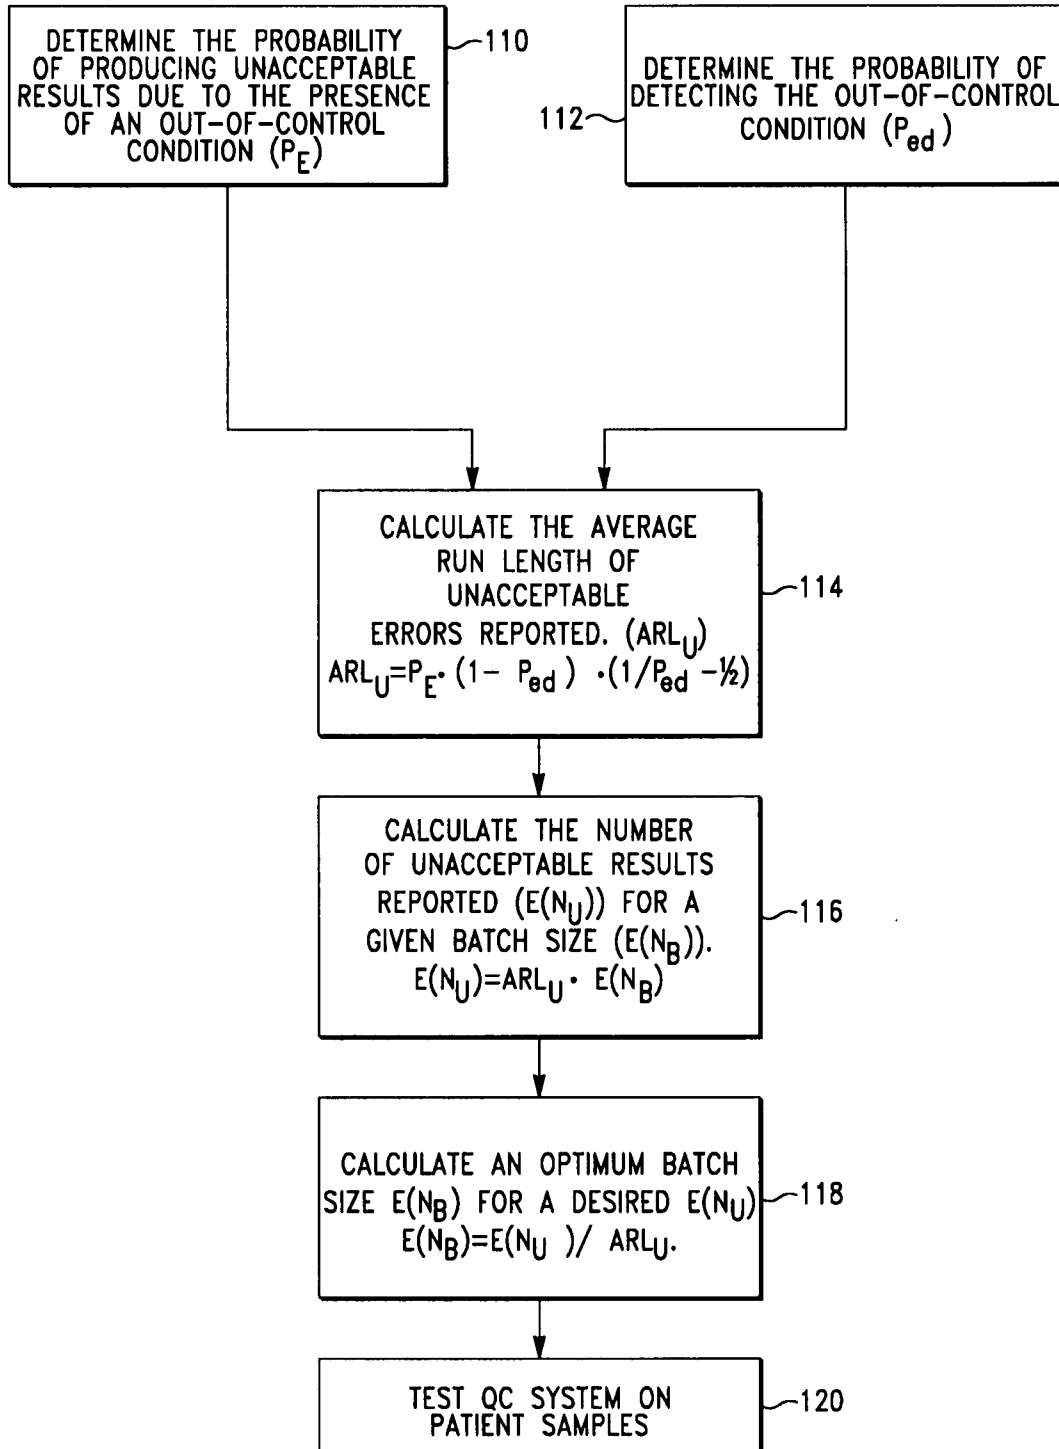 DETERMINE THE PROBABILITY
OF PRODUCING UNACCEPTABLE
RESULTS DUE TO THE PRESENCE
OF AN OUT-OF-CONTROL
CONDITION (P_E)
110
DETERMINE THE PROBABILITY OF
DETECTING THE OUT-OF-CONTROL
CONDITION (P_ed)
112
CALCULATE THE AVERAGE
RUN LENGTH OF
UNACCEPTABLE
ERRORS REPORTED. (ARL_U)
ARL_U=P_E·(1- P_ed) ·(1/P_ed -½)
114
CALCULATE THE NUMBER
OF UNACCEPTABLE RESULTS
REPORTED (E(N_U)) FOR A
GIVEN BATCH SIZE (E(N_B)).
E(N_U)=ARL_U· E(N_B)
116
CALCULATE AN OPTIMUM BATCH
SIZE E(N_B) FOR A DESIRED E(N_U)
E(N_B)=E(N_U )/ ARL_U.
118
TEST QC SYSTEM ON
PATIENT SAMPLES
120